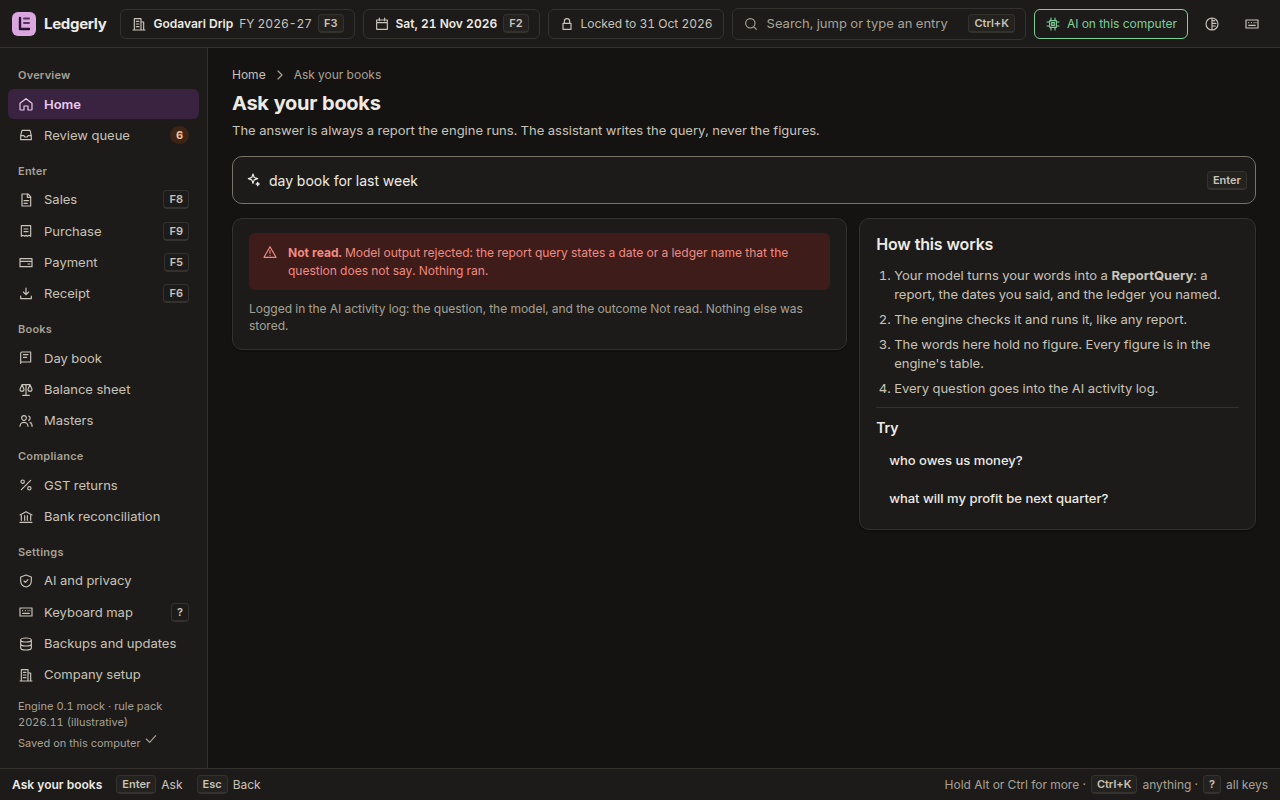 Ledgerly
Godavari Drip FY 2026-27 F3
Sat, 21 Nov 2026 F2
Locked to 31 Oct 2026
Search, jump or type an entry Ctrl+K
AI on this computer
Overview
Home
Review queue 6
Enter
Sales F8
Purchase F9
Payment F5
Receipt F6
Books
Day book
Balance sheet
Masters
Compliance
GST returns
Bank reconciliation
Settings
AI and privacy
Keyboard map ?
Backups and updates
Company setup
Engine 0.1 mock · rule pack
2026.11 (illustrative)
Saved on this computer
Home > Ask your books
Ask your books
The answer is always a report the engine runs. The assistant writes the query, never the figures.
day book for last week Enter
Not read. Model output rejected: the report query states a date or a ledger name that the
question does not say. Nothing ran.
Logged in the AI activity log: the question, the model, and the outcome Not read. Nothing else was
stored.
How this works
1. Your model turns your words into a ReportQuery: a
report, the dates you said, and the ledger you named.
2. The engine checks it and runs it, like any report.
3. The words here hold no figure. Every figure is in the
engine's table.
4. Every question goes into the AI activity log.
Try
who owes us money?
what will my profit be next quarter?
Ask your books Enter Ask Esc Back
Hold Alt or Ctrl for more · Ctrl+K anything · ? all keys